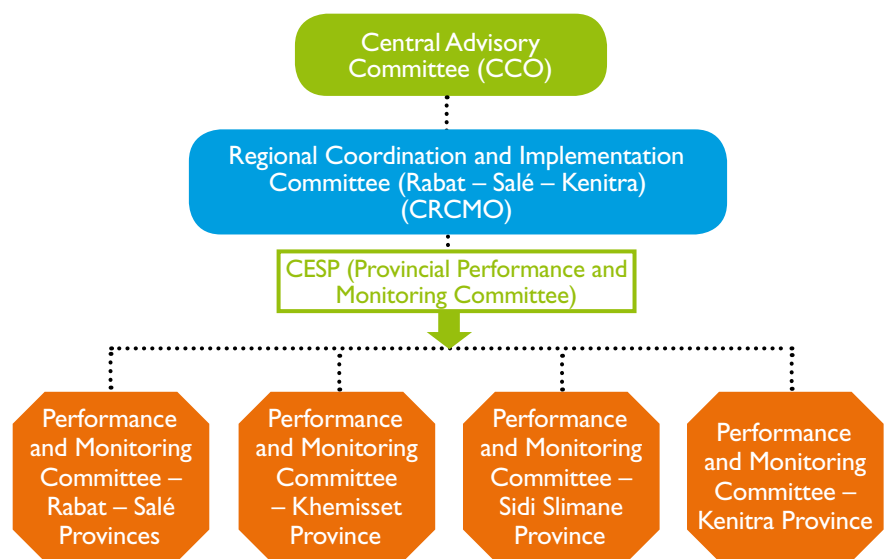 Central Advisory
Committee (CCO)
Regional Coordination and Implementation
Committee (Rabat – Salé – Kenitra)
(CRCMO)
CESP (Provincial Performance and
Monitoring Committee)
Performance
and Monitoring
Committee –
Rabat – Salé
Provinces
Performance
and Monitoring
Committee
– Khemisset
Province
Performance
and Monitoring
Committee –
Sidi Slimane
Province
Performance
and Monitoring
Committee –
Kenitra Province